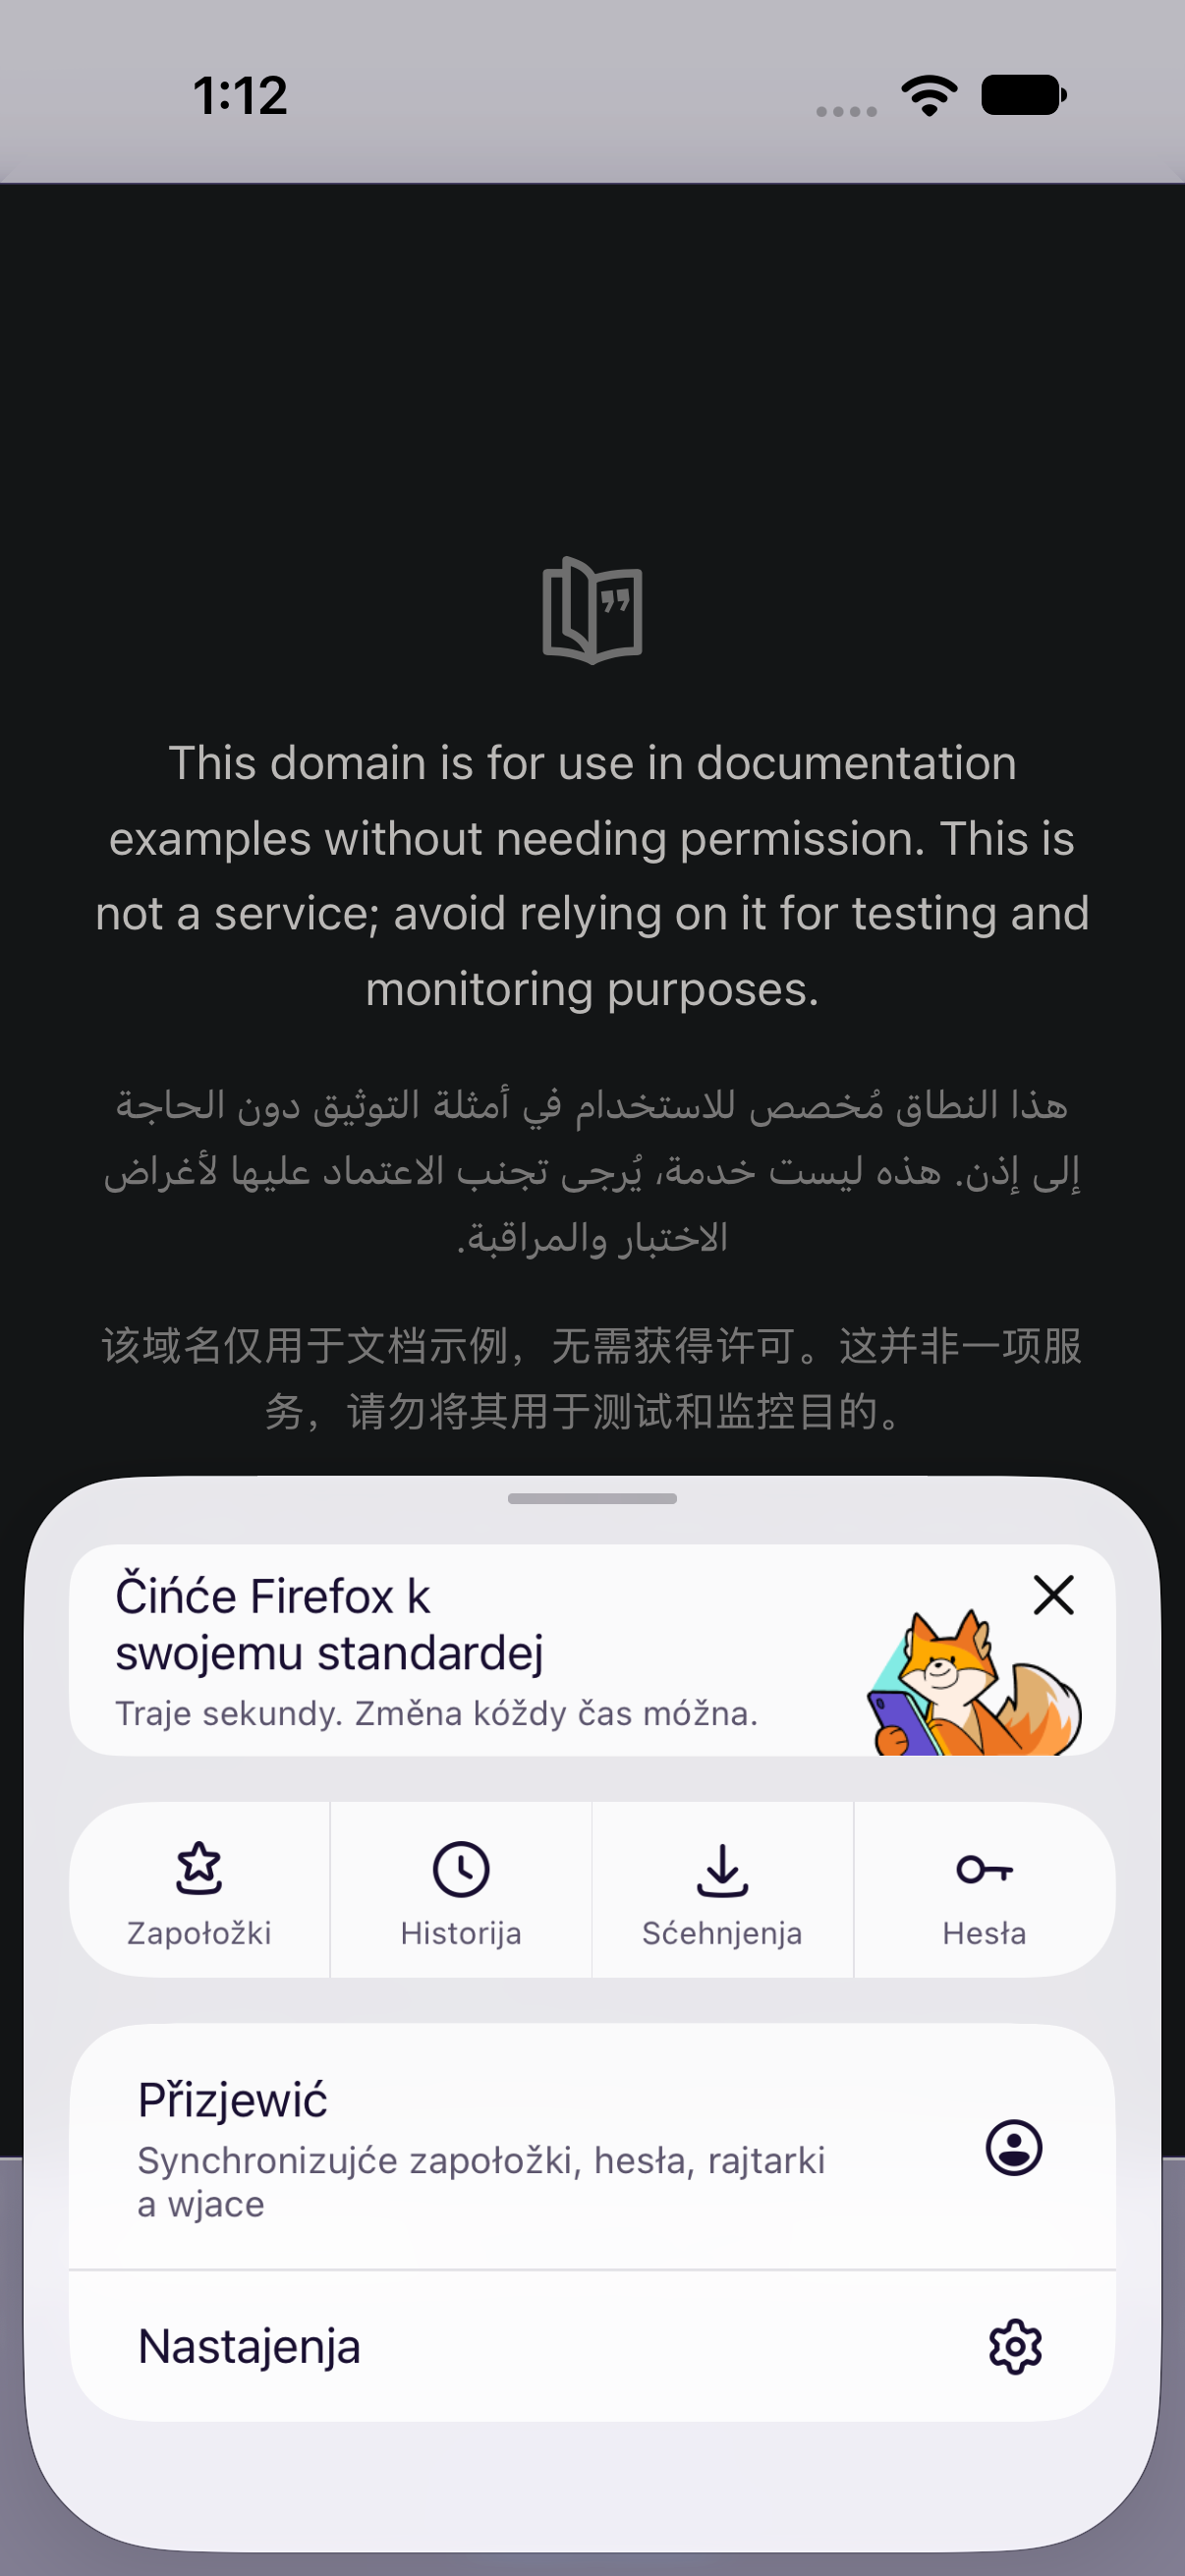 1:12
This domain is for use in documentation
examples without needing permission. This is
not a service; avoid relying on it for testing and
monitoring purposes.
هذا النطاق مُخصص للاستخدام في أمثلة التوثيق دون الحاجة
إلى إذن. هذه ليست خدمة، يُرجى تجنب الاعتماد عليها لأغراض
الاختبار والمراقبة.
该域名仅用于文档示例，无需获得许可。这并非一项服
务，请勿将其用于测试和监控目的。
Čińće Firefox k
swojemu standardej
Traje sekundy. Změna kóždy čas móžna.
Zapołožki
Historija
Sćehnjenja
Hesła
Přizjewić
Synchronizujće zapołožki, hesła, rajtarki
a wjace
Nastajenja